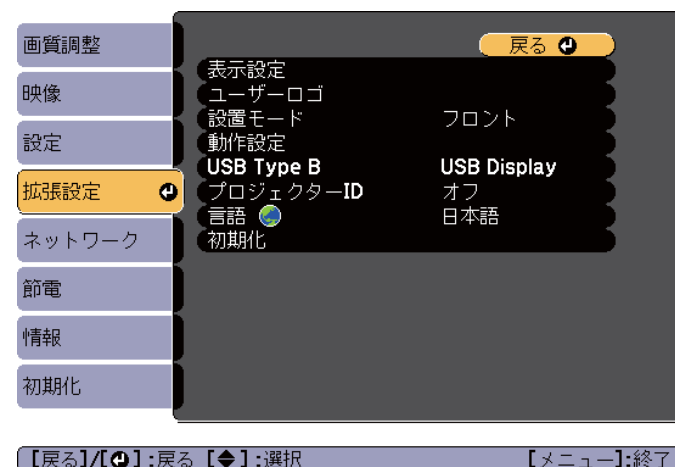 画質調整
映像
設定
拡張設定
ネットワーク
節電
情報
初期化
戻る
表示設定
ユーザーロゴ
設置モード フロント
動作設定
USB Type B USB Display
プロジェクターID オフ
言語 日本語
初期化
【戻る】/【】:戻る 【】:選択 【メニュー】:終了